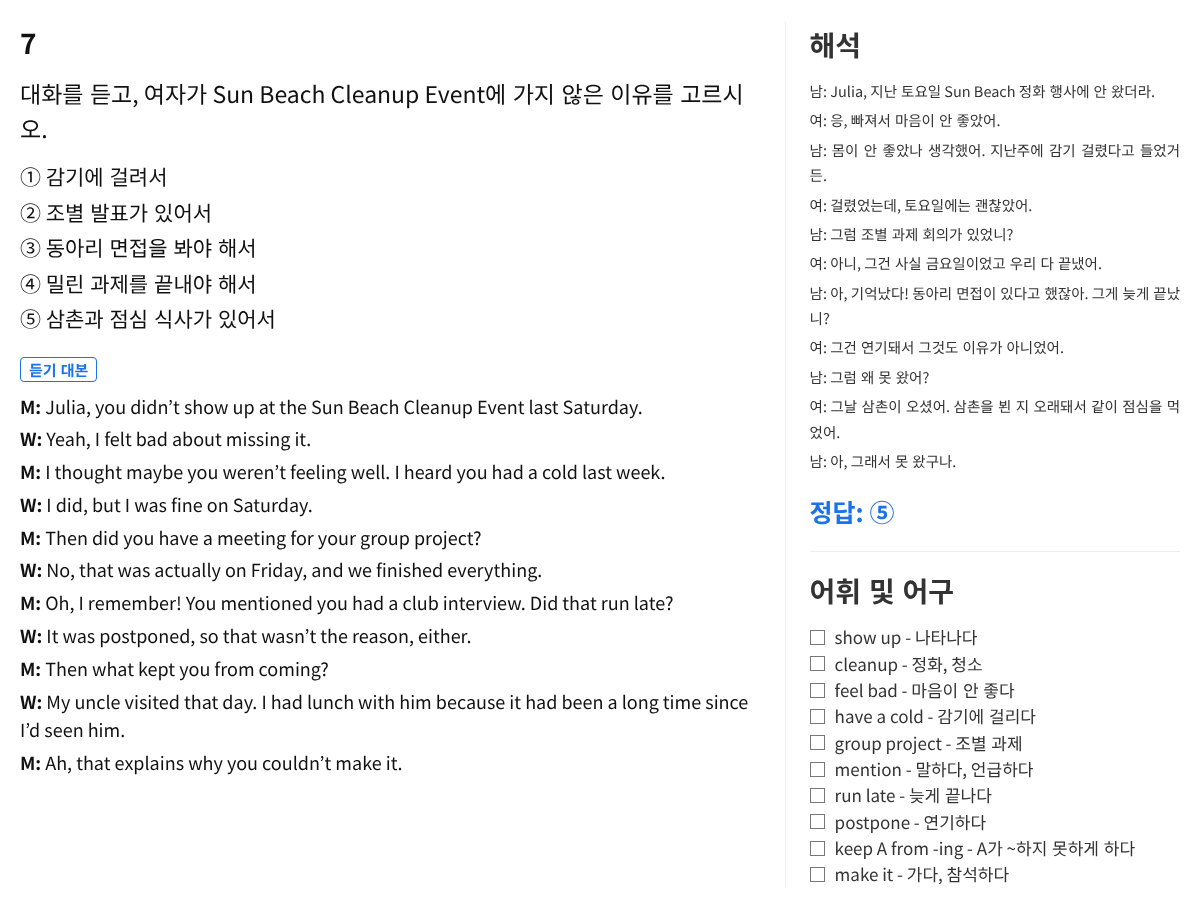 7
대화를 듣고, 여자가 Sun Beach Cleanup Event에 가지 않은 이유를 고르시
오.
① 감기에 걸려서
② 조별 발표가 있어서
③ 동아리 면접을 봐야 해서
④ 밀린 과제를 끝내야 해서
⑤ 삼촌과 점심 식사가 있어서
듣기 대본
M: Julia, you didn’t show up at the Sun Beach Cleanup Event last Saturday.
W: Yeah, I felt bad about missing it.
M: I thought maybe you weren’t feeling well. I heard you had a cold last week.
W: I did, but I was fine on Saturday.
M: Then did you have a meeting for your group project?
W: No, that was actually on Friday, and we finished everything.
M: Oh, I remember! You mentioned you had a club interview. Did that run late?
W: It was postponed, so that wasn’t the reason, either.
M: Then what kept you from coming?
W: My uncle visited that day. I had lunch with him because it had been a long time since
I’d seen him.
M: Ah, that explains why you couldn’t make it.
해석
남: Julia, 지난 토요일 Sun Beach 정화 행사에 안 왔더라.
여: 응, 빠져서 마음이 안 좋았어.
남: 몸이 안 좋았나 생각했어. 지난주에 감기 걸렸다고 들었거
든.
여: 걸렸었는데, 토요일에는 괜찮았어.
남: 그럼 조별 과제 회의가 있었니?
여: 아니, 그건 사실 금요일이었고 우리 다 끝냈어.
남: 아, 기억났다! 동아리 면접이 있다고 했잖아. 그게 늦게 끝났
니?
여: 그건 연기돼서 그것도 이유가 아니었어.
남: 그럼 왜 못 왔어?
여: 그날 삼촌이 오셨어. 삼촌을 뵌 지 오래돼서 같이 점심을 먹
었어.
남: 아, 그래서 못 왔구나.
정답: ⑤
어휘 및 어구
□ show up - 나타나다
□ cleanup - 정화, 청소
□ feel bad - 마음이 안 좋다
□ have a cold - 감기에 걸리다
□ group project - 조별 과제
□ mention - 말하다, 언급하다
□ run late - 늦게 끝나다
□ postpone - 연기하다
□ keep A from -ing - A가 ~하지 못하게 하다
□ make it - 가다, 참석하다